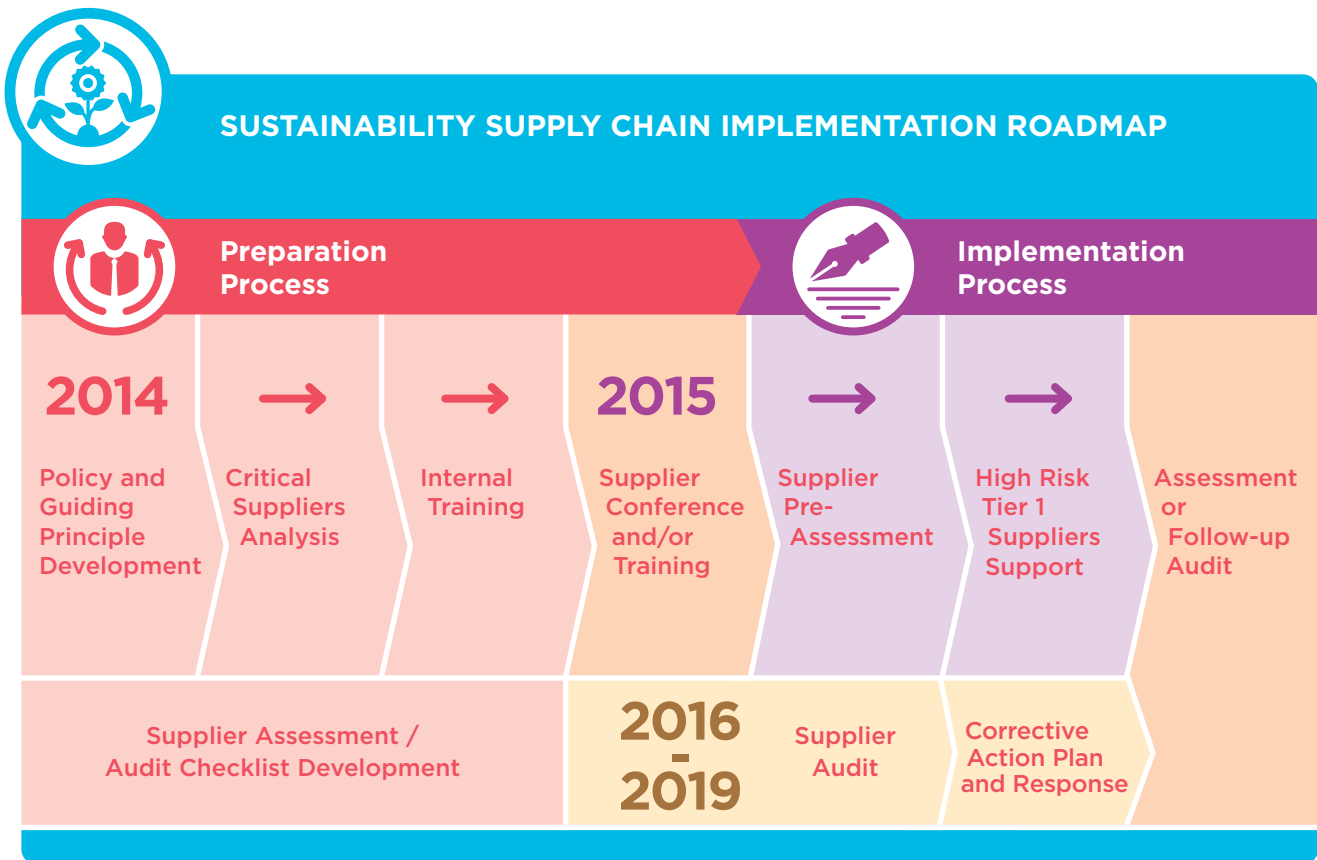 SUSTAINABILITY SUPPLY CHAIN IMPLEMENTATION ROADMAP
Preparation
Process
Implementation
Process
2014
Policy and
Guiding
Principle
Development
Critical
Suppliers
Analysis
Internal
Training
2015
Supplier
Conference
and/or
Training
Supplier
Pre-
Assessment
High Risk
Tier 1
Suppliers
Support
Assessment
or
Follow-up
Audit
Supplier Assessment /
Audit Checklist Development
2016
-
2019
Supplier
Audit
Corrective
Action Plan
and Response